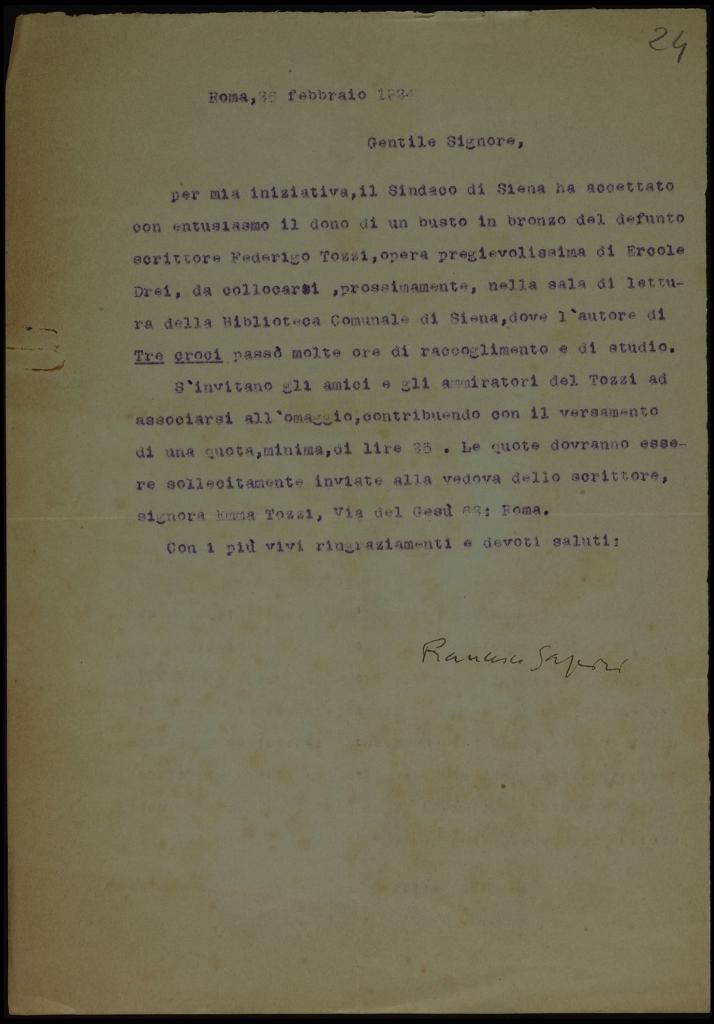 24
Roma, febbraio
Gentile Signore,
per mia iniziativa,il Sindaco di Siena ha accettato
con entusiasmo il dono di un busto in bronzo del defunto
scrittore Federigo Tozzi,opera pregievolissima di Ercole
Drei, da collocarsi ,prossimamente, nella sala di lettu-
ra della Biblioteca Comunale di Siena,dove l'autore di
Tre croci passò molte ore di raccoglimento e di studio.
S'invitano gli amici e gli ammiratori del Tozzi ad
associarsi all'omaggio,contribuendo con il versamento
di una quota,minima,di lire . Le quote dovranno esse-
re sollecitamente inviate alla vedova dello scrittore,
signora Emma Tozzi, Via del Gesù Roma.
Con i più vivi ringraziamenti e devoti saluti:
Francesco Sapori